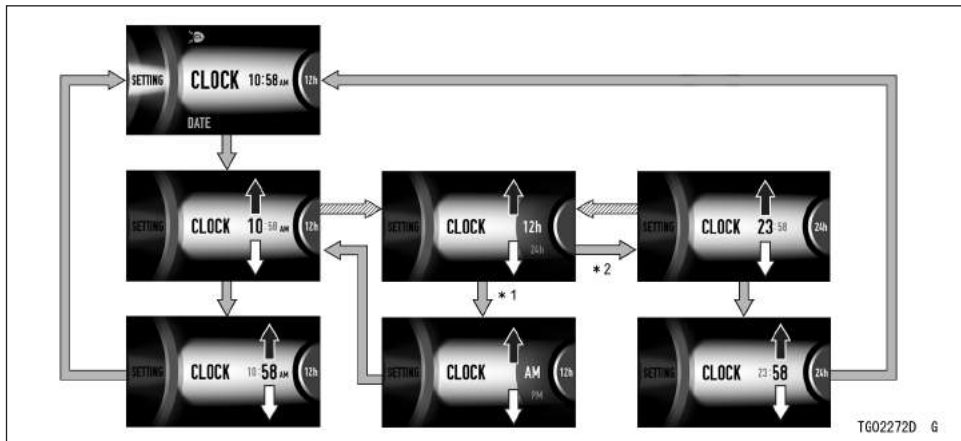 SETTING CLOCK 10:58 AM 12h
DATE
SETTING CLOCK 10:58 AM 12h
SETTING CLOCK 12h
24h
SETTING CLOCK 23:58 24h
*1
*2
SETTING CLOCK 10:58 AM 12h
SETTING CLOCK AM 12h
PM
SETTING CLOCK 23:58 24h
TG02272D G